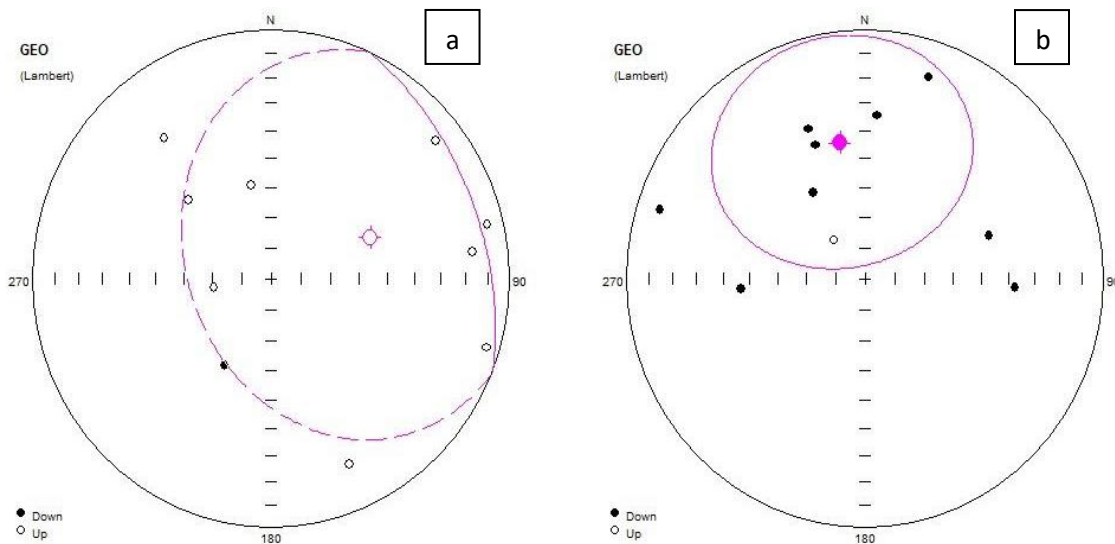 N
a
GEO
(Lambert)
270
90
Down
Up
180
N
b
GEO
(Lambert)
270
90
Down
Up
180